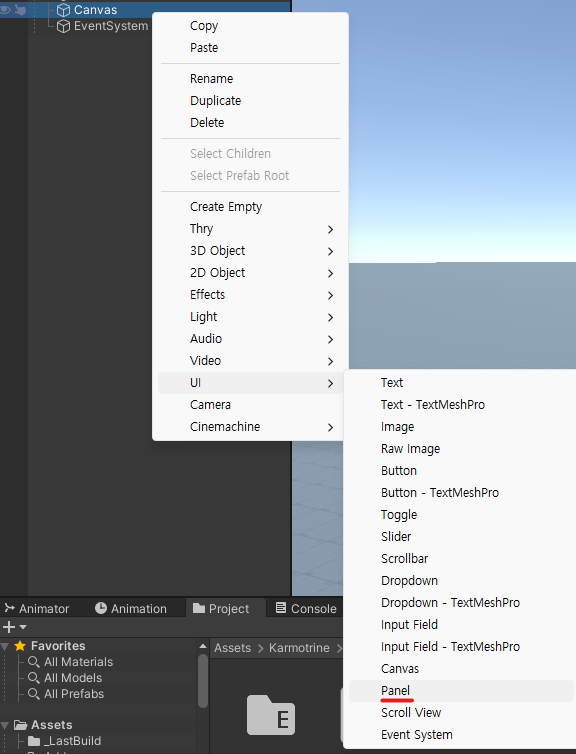 Canvas
EventSystem
Copy
Paste
Rename
Duplicate
Delete
Select Children
Select Prefab Root
Create Empty
Thry
3D Object
2D Object
Effects
Light
Audio
Video
UI
Camera
Cinemachine
Text
Text - TextMeshPro
Image
Raw Image
Button
Button - TextMeshPro
Toggle
Slider
Scrollbar
Dropdown
Dropdown - TextMeshPro
Input Field
Input Field - TextMeshPro
Canvas
Panel
Scroll View
Event System
Animator Animation Project Console
Favorites
All Materials
All Models
All Prefabs
Assets
_LastBuild
Assets > Karmotrine >
E